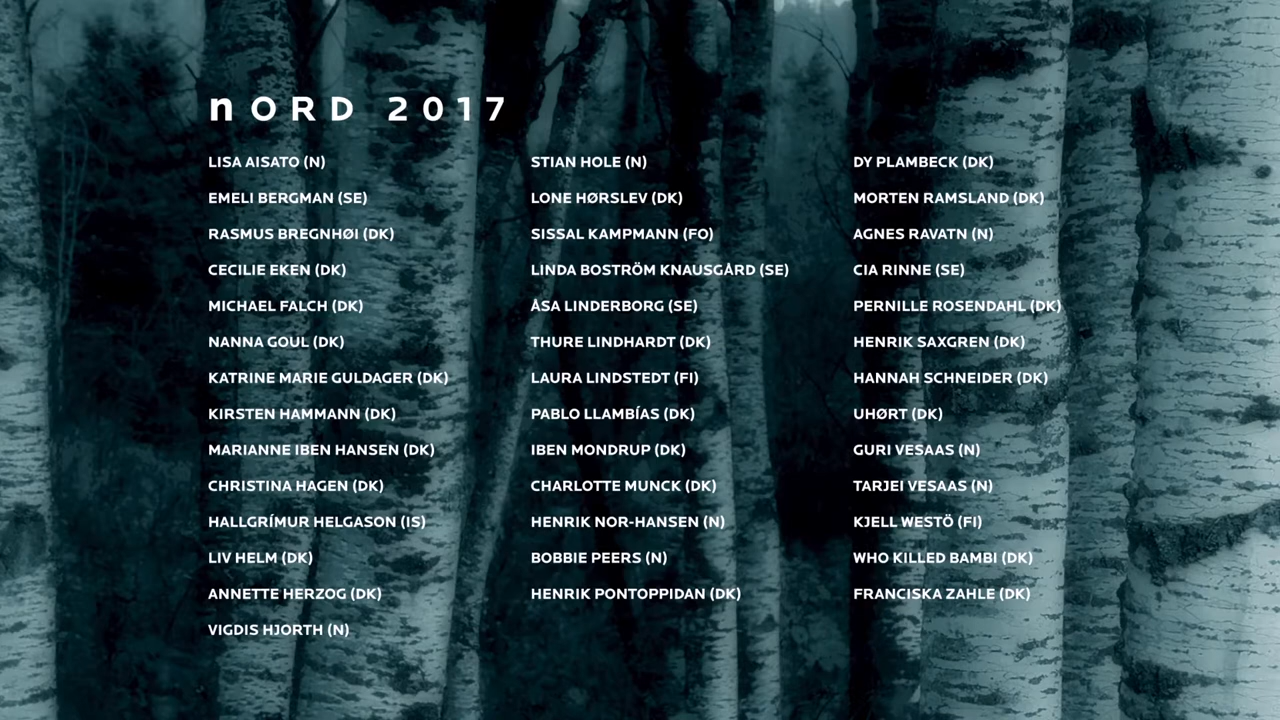 nORD 2017
LISA AISATO (N)
EMELI BERGMAN (SE)
RASMUS BREGNHØI (DK)
CECILIE EKEN (DK)
MICHAEL FALCH (DK)
NANNA GOUL (DK)
KATRINE MARIE GULDAGER (DK)
KIRSTEN HAMMANN (DK)
MARIANNE IBEN HANSEN (DK)
CHRISTINA HAGEN (DK)
HALLGRÍMUR HELGASON (IS)
LIV HELM (DK)
ANNETTE HERZOG (DK)
VIGDIS HJORTH (N)
STIAN HOLE (N)
LONE HØRSLEV (DK)
SISSAL KAMPMANN (FO)
LINDA BOSTRÖM KNAUSGÅRD (SE)
ÅSA LINDERBORG (SE)
THURE LINDHARDT (DK)
LAURA LINDSTEDT (FI)
PABLO LLAMBÍAS (DK)
IBEN MONDRUP (DK)
CHARLOTTE MUNCK (DK)
HENRIK NOR-HANSEN (N)
BOBBIE PEERS (N)
HENRIK PONTOPPIDAN (DK)
DY PLAMBECK (DK)
MORTEN RAMSLAND (DK)
AGNES RAVATN (N)
CIA RINNE (SE)
PERNILLE ROSENDAHL (DK)
HENRIK SAXGREN (DK)
HANNAH SCHNEIDER (DK)
UHØRT (DK)
GURI VESAAS (N)
TARJEI VESAAS (N)
KJELL WESTÖ (FI)
WHO KILLED BAMBI (DK)
FRANCISKA ZAHLE (DK)